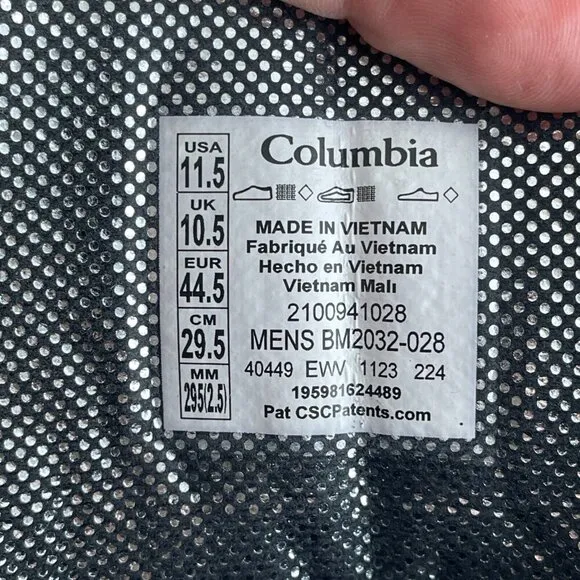 USA
11.5
UK
10.5
EUR
44.5
CM
29.5
MM
295(2.5)
Columbia
MADE IN VIETNAM
Fabriqué Au Vietnam
Hecho en Vietnam
Vietnam Malı
2100941028
MENS BM2032-028
40449 EWV 1123 224
195981624489
Pat CSCPatents.com